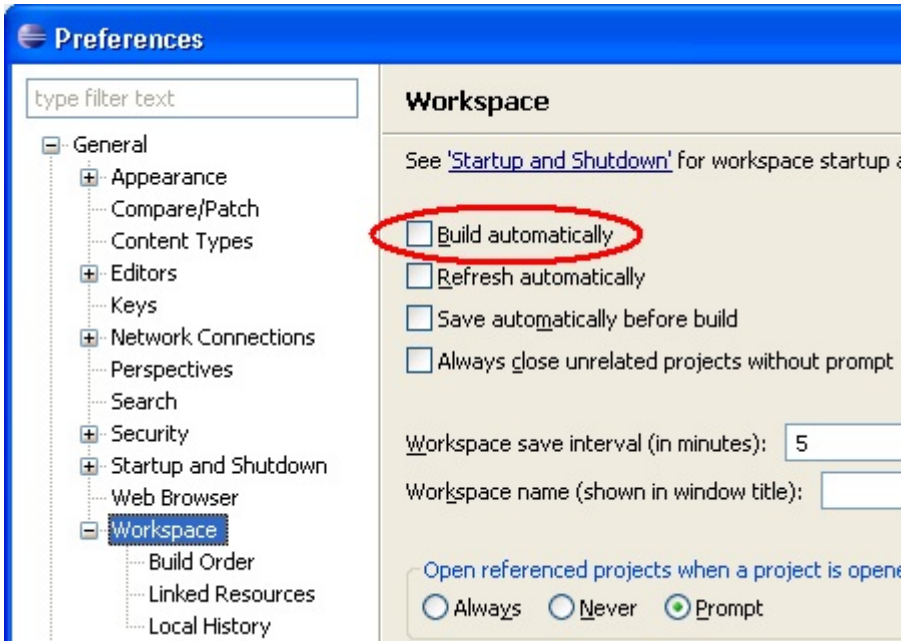 Preferences
type filter text
General
Appearance
Compare/Patch
Content Types
Editors
Keys
Network Connections
Perspectives
Search
Security
Startup and Shutdown
Web Browser
Workspace
Build Order
Linked Resources
Local History
Workspace
See 'Startup and Shutdown' for workspace startup a
Build automatically
Refresh automatically
Save automatically before build
Always close unrelated projects without prompt
Workspace save interval (in minutes): 5
Workspace name (shown in window title):
Open referenced projects when a project is opene
Always Never Prompt